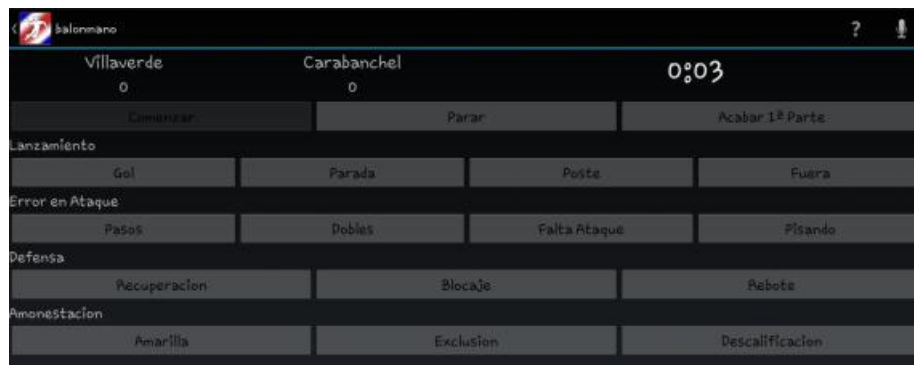 balonmano ?
Villaverde Carabanchel 0:03
0 0
Comenzar Parar Acabar 1ª Parte
Lanzamiento
Gol Parada Poste Fuera
Error en Ataque
Pasos Dobles Falta Ataque Pisando
Defensa
Recuperacion Blocaje Rebote
Amonestacion
Amarilla Exclusion Descalificacion